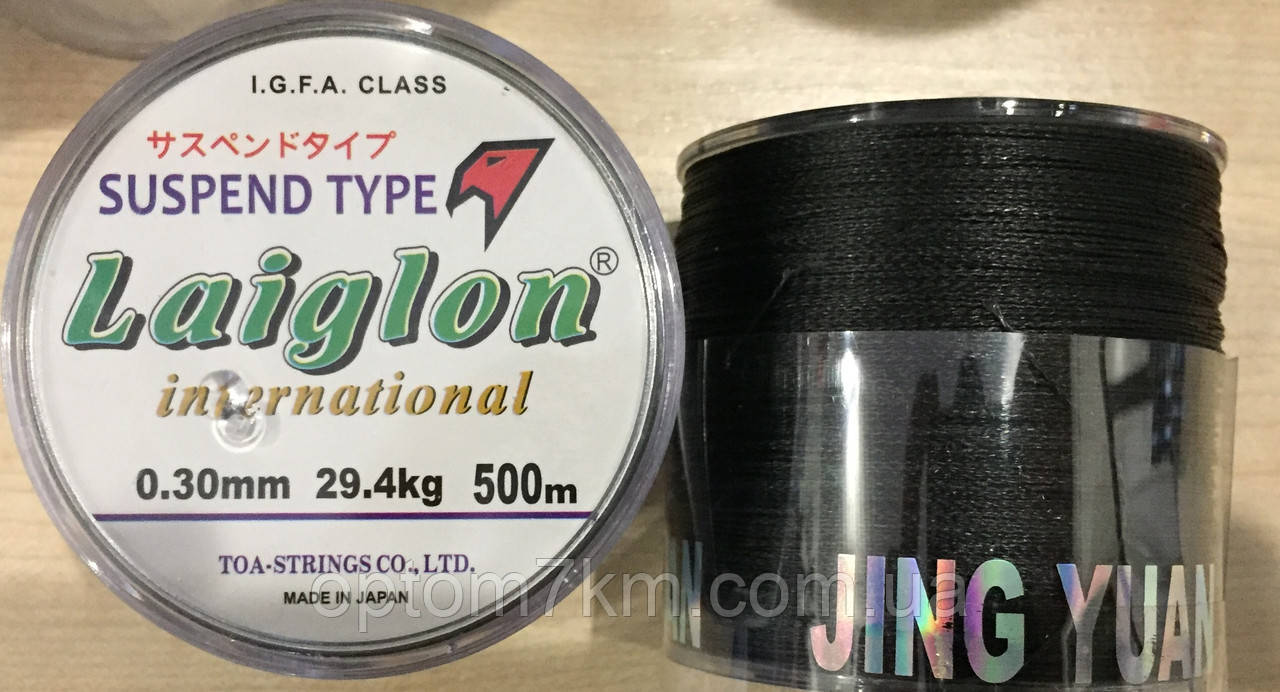 I.G.F.A. CLASS
サスペンドタイプ
SUSPEND TYPE
Laiglon®
international
0.30mm 29.4kg 500m
TOA-STRINGS CO., LTD.
MADE IN JAPAN
AN JING YUAN
optom7km.com.ua